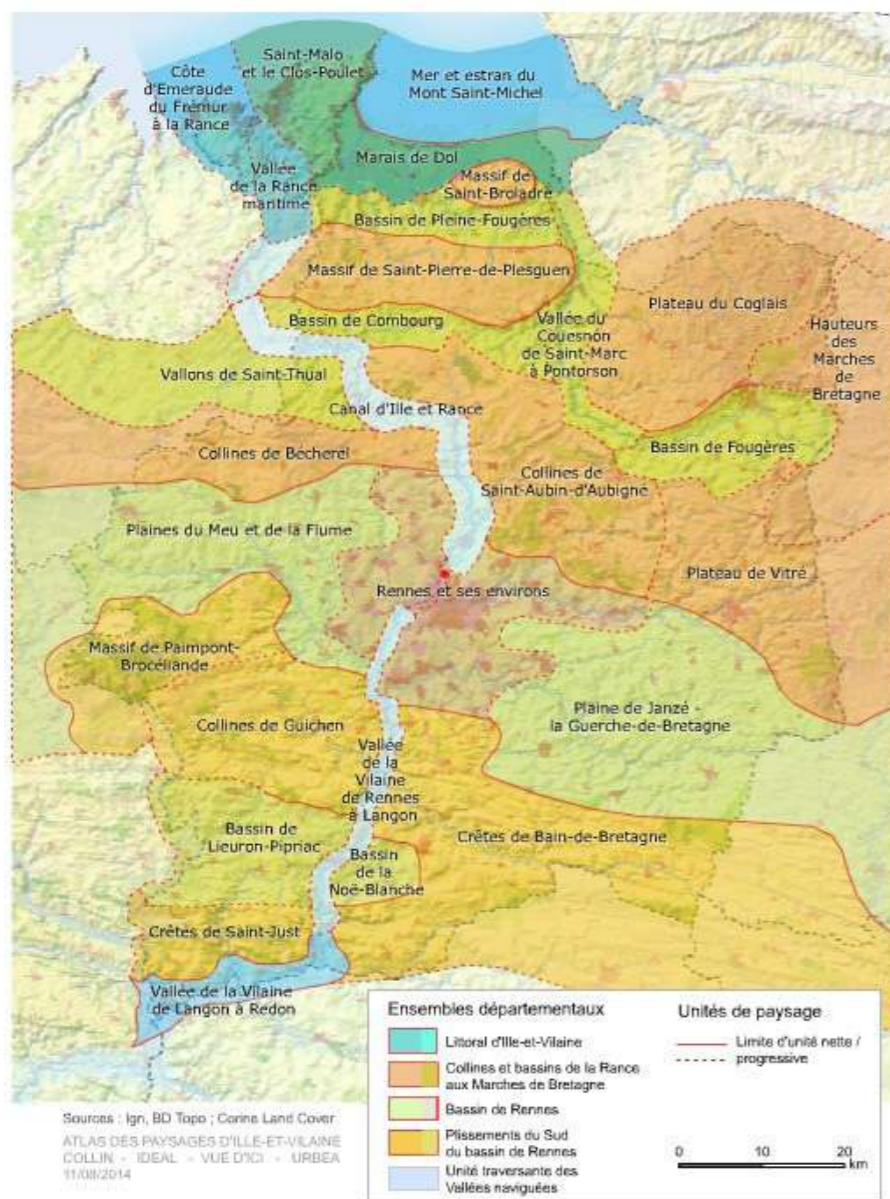 Côte
d'Emeraude
du Frémur
à la Rance
Saint-Malo
et le Clos-Poulet
Mer et estran du
Mont Saint-Michel
Vallée
de la Rance
maritime
Marais de Dol
Massif de
Saint-Broladre
Bassin de Pleine-Fougères
Massif de Saint-Pierre-de-Plesguen
Plateau du Coglais
Bassin de Combourg
Vallée du
Couesnon
de Saint-Marc
à Pontorson
Hauteurs
des
Marches
de
Bretagne
Vallons de Saint-Thual
Canal d'Ille et Rance
Collines de Bécherel
Bassin de Fougères
Collines de
Saint-Aubin-d'Aubigné
Plaines du Meu et de la Flume
Plateau de Vitré
Rennes et ses environs
Massif de Paimpont-
Brocéliande
Collines de Guichen
Plaine de Janzé -
la Guerche-de-Bretagne
Vallée
de la
Vilaine
de Rennes
à Langon
Bassin de
Lieuron-Pipriac
Crêtes de Bain-de-Bretagne
Bassin
de la
Noë-Blanche
Crêtes de Saint-Just
Vallée de la Vilaine
de Langon à Redon
Ensembles départementaux
Littoral d'Ille-et-Vilaine
Collines et bassins de la Rance
aux Marches de Bretagne
Bassin de Rennes
Plissements du Sud
du bassin de Rennes
Unité traversante des
Vallées naviguées
Unités de paysage
Limite d'unité nette /
progressive
0 10 20
km
Sources : Ign, BD Topo ; Corine Land Cover
ATLAS DES PAYSAGES D'ILLE-ET-VILAINE
COLLIN - IDEAL - VUE D'ICI - URBEA
11/08/2014